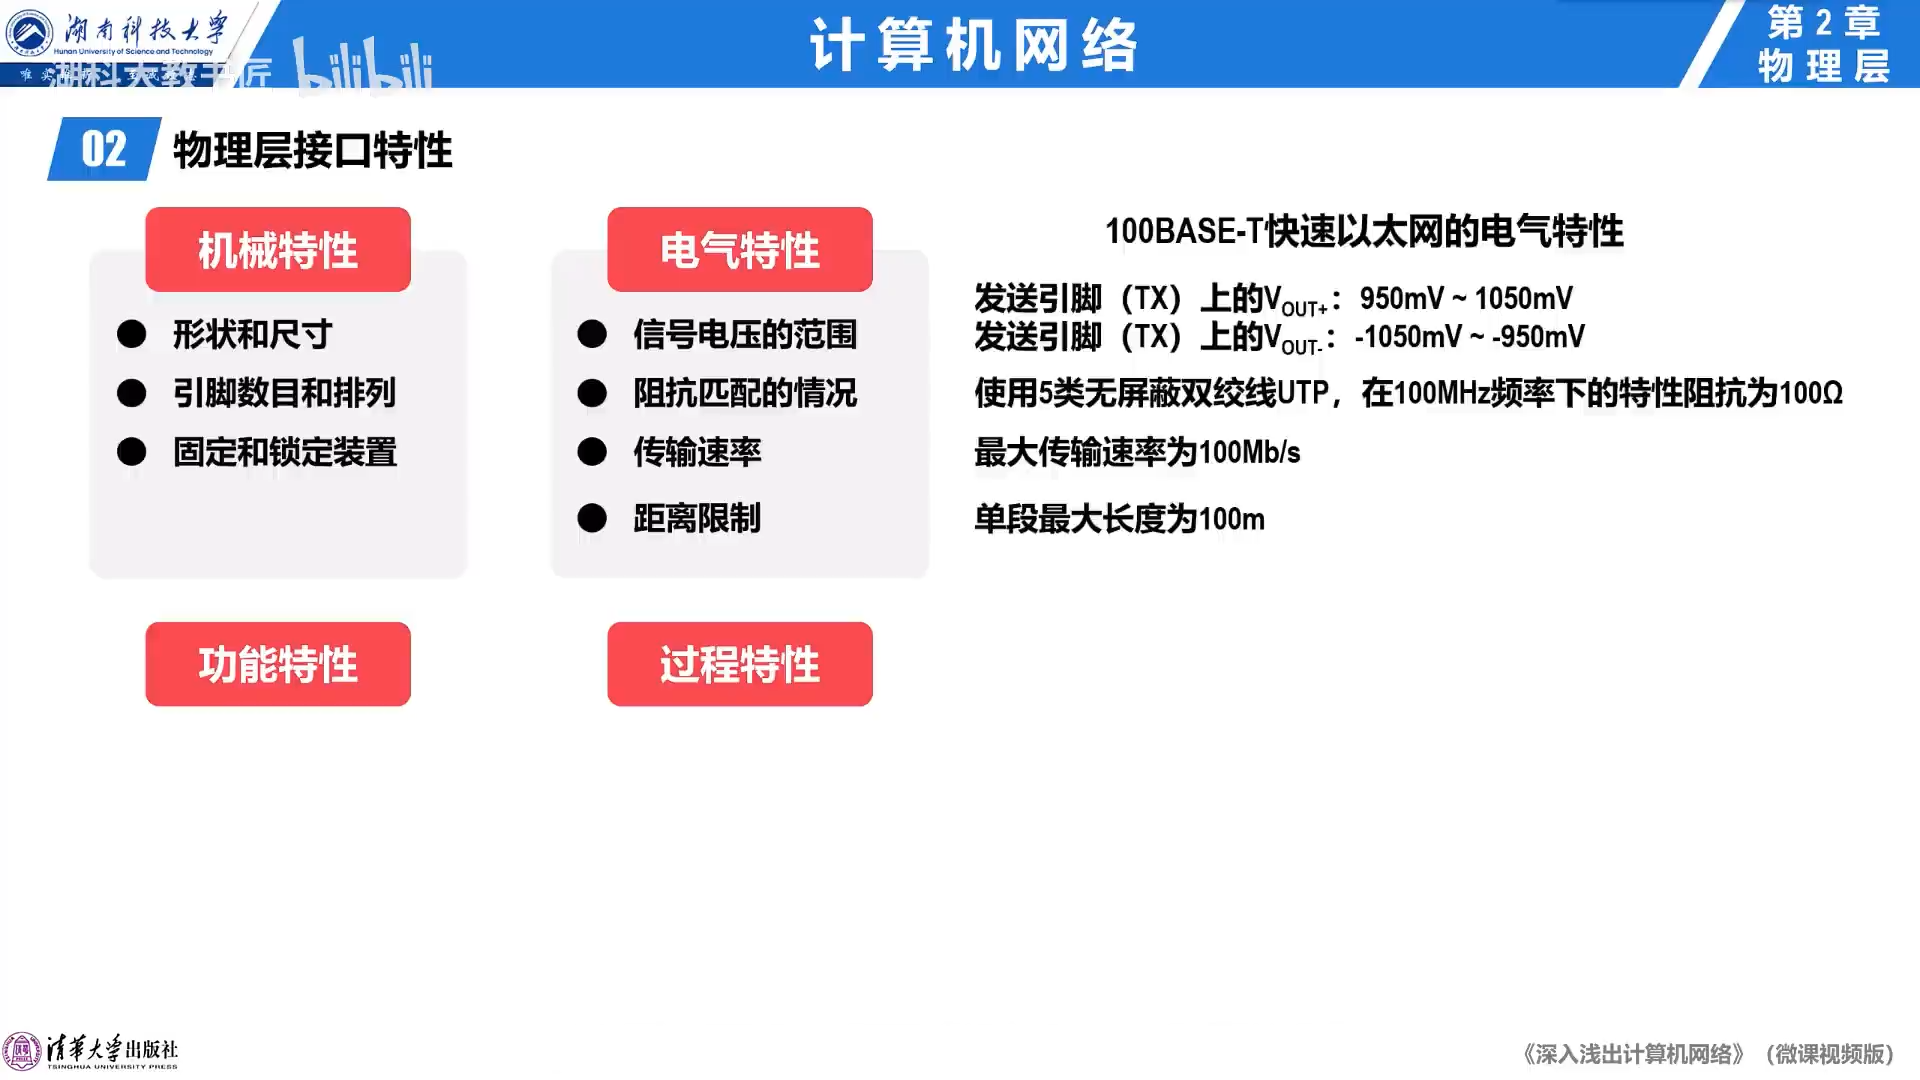 湖南科技大学
Hunan University of Science and Technology
湖科大教书匠
bilibili
计算机网络
第2章
物理层
02
物理层接口特性
机械特性
形状和尺寸
引脚数目和排列
固定和锁定装置
电气特性
信号电压的范围
阻抗匹配的情况
传输速率
距离限制
100BASE-T快速以太网的电气特性
发送引脚（TX）上的VOUT+：950mV ~ 1050mV
发送引脚（TX）上的VOUT-：-1050mV ~ -950mV
使用5类无屏蔽双绞线UTP，在100MHz频率下的特性阻抗为100Ω
最大传输速率为100Mb/s
单段最大长度为100m
功能特性
过程特性
清华大学出版社
TSINGHUA UNIVERSITY PRESS
《深入浅出计算机网络》（微课视频版）